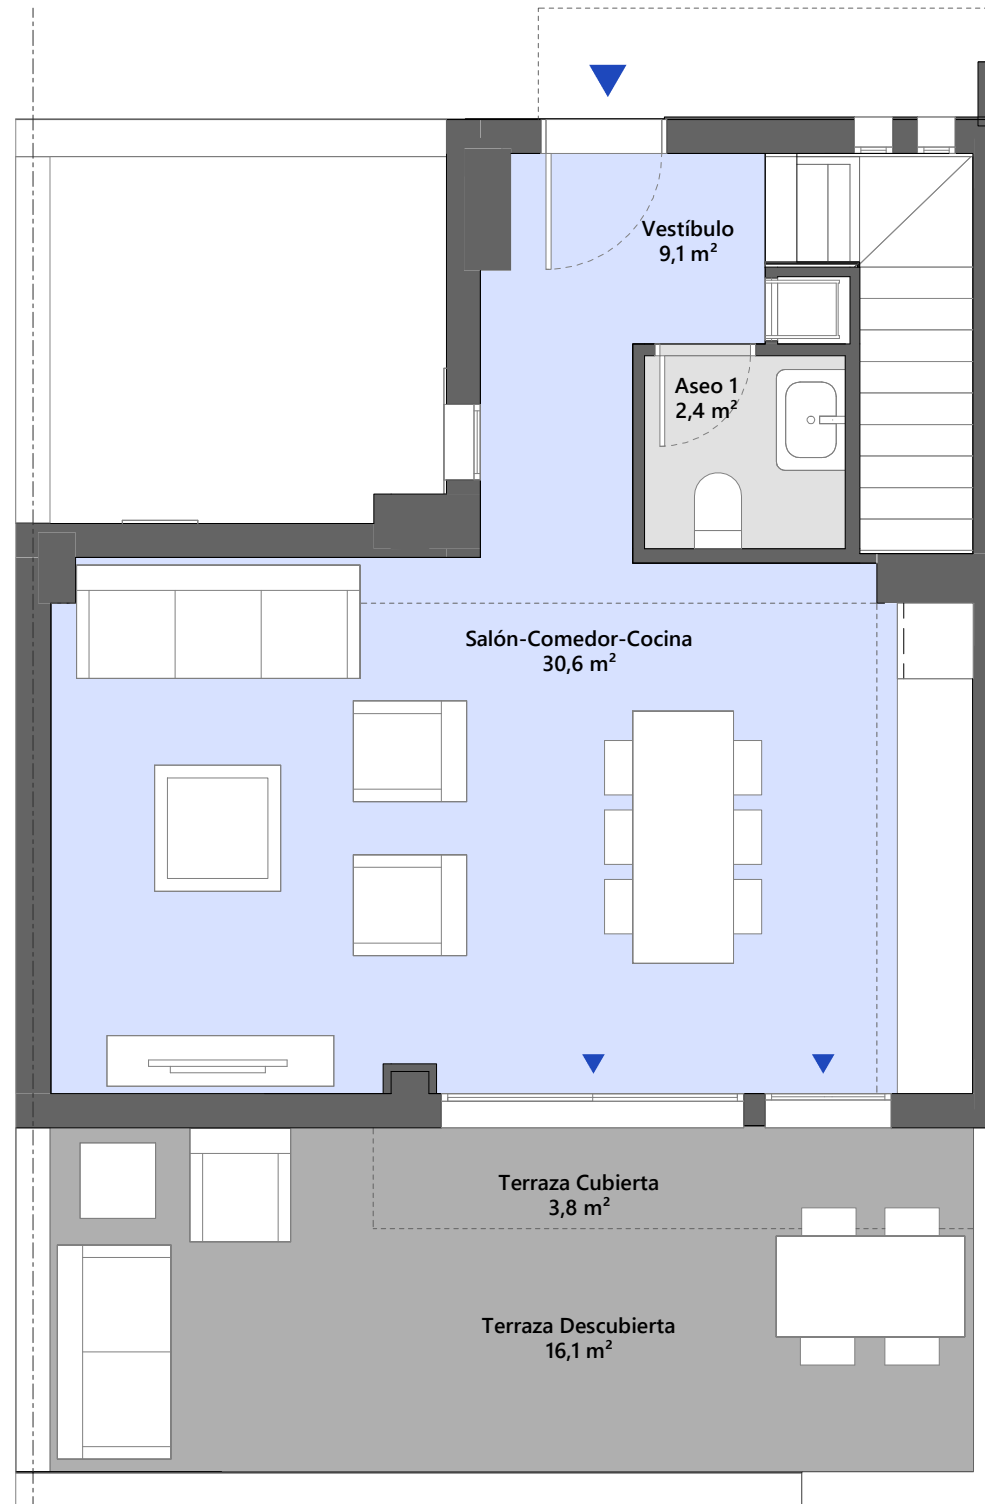 Vestíbulo
9,1 m²
Aseo 1
2,4 m²
Salón-Comedor-Cocina
30,6 m²
Terraza Cubierta
3,8 m²
Terraza Descubierta
16,1 m²